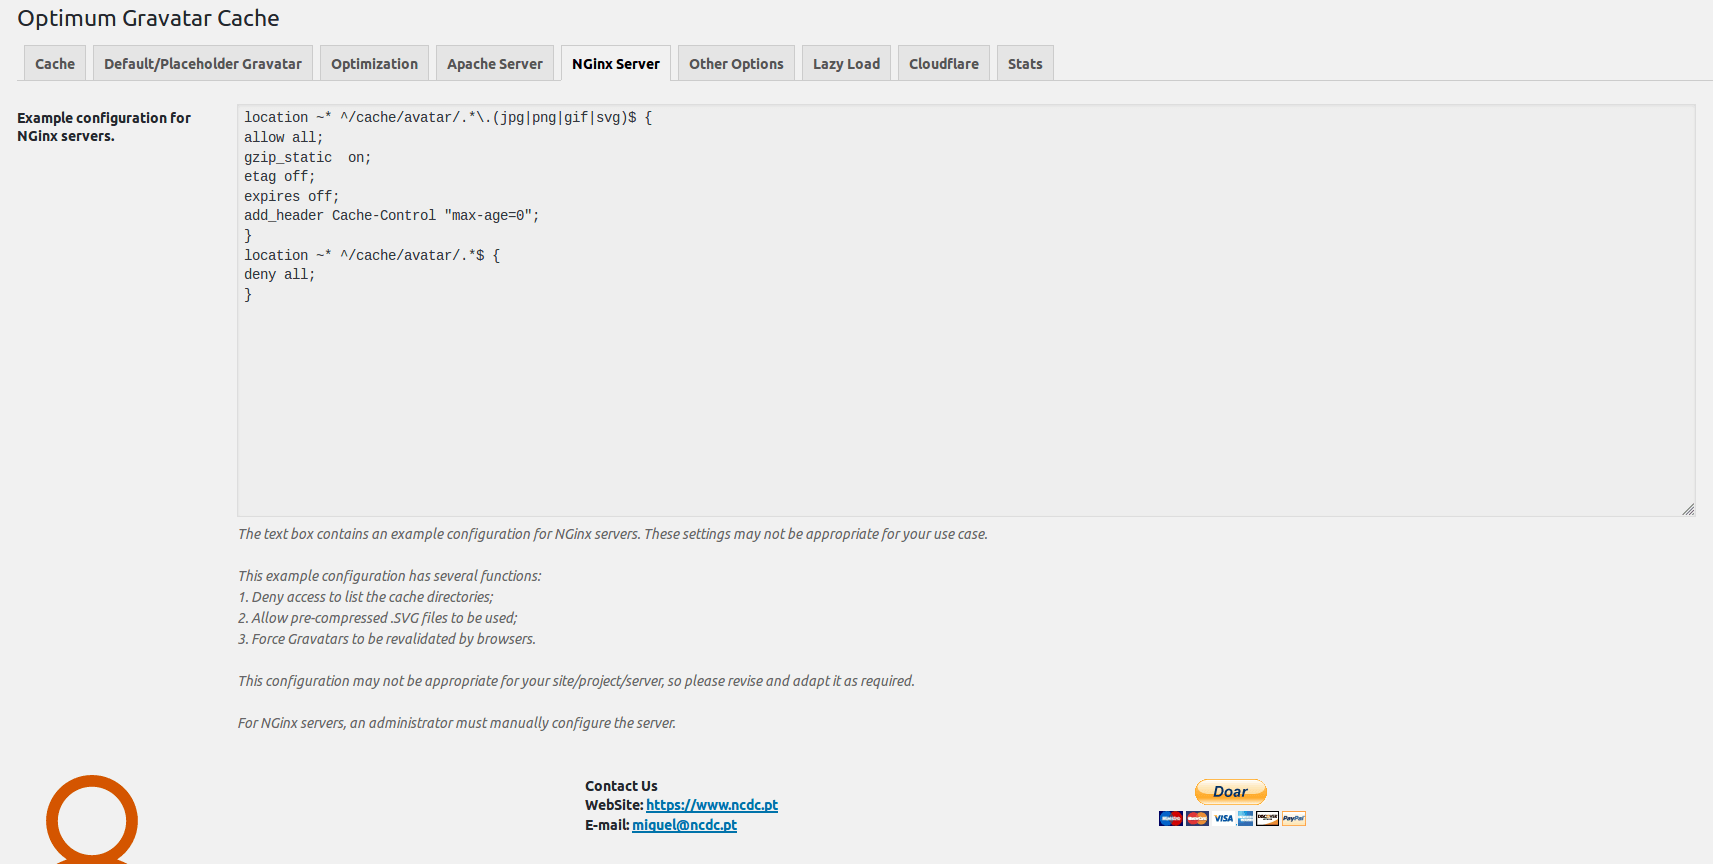 Optimum Gravatar Cache
Cache Default/Placeholder Gravatar Optimization Apache Server NGinx Server Other Options Lazy Load Cloudflare Stats
Example configuration for
NGinx servers.
location ~* ^/cache/avatar/.*\.(jpg|png|gif|svg)$ {
allow all;
gzip_static  on;
etag off;
expires off;
add_header Cache-Control "max-age=0";
}
location ~* ^/cache/avatar/.*$ {
deny all;
}
The text box contains an example configuration for NGinx servers. These settings may not be appropriate for your use case.
This example configuration has several functions:
1. Deny access to list the cache directories;
2. Allow pre-compressed .SVG files to be used;
3. Force Gravatars to be revalidated by browsers.
This configuration may not be appropriate for your site/project/server, so please revise and adapt it as required.
For NGinx servers, an administrator must manually configure the server.
Contact Us
WebSite: https://www.ncdc.pt
E-mail: miguel@ncdc.pt
Doar
Maestro MasterCard VISA DISCOVER PayPal